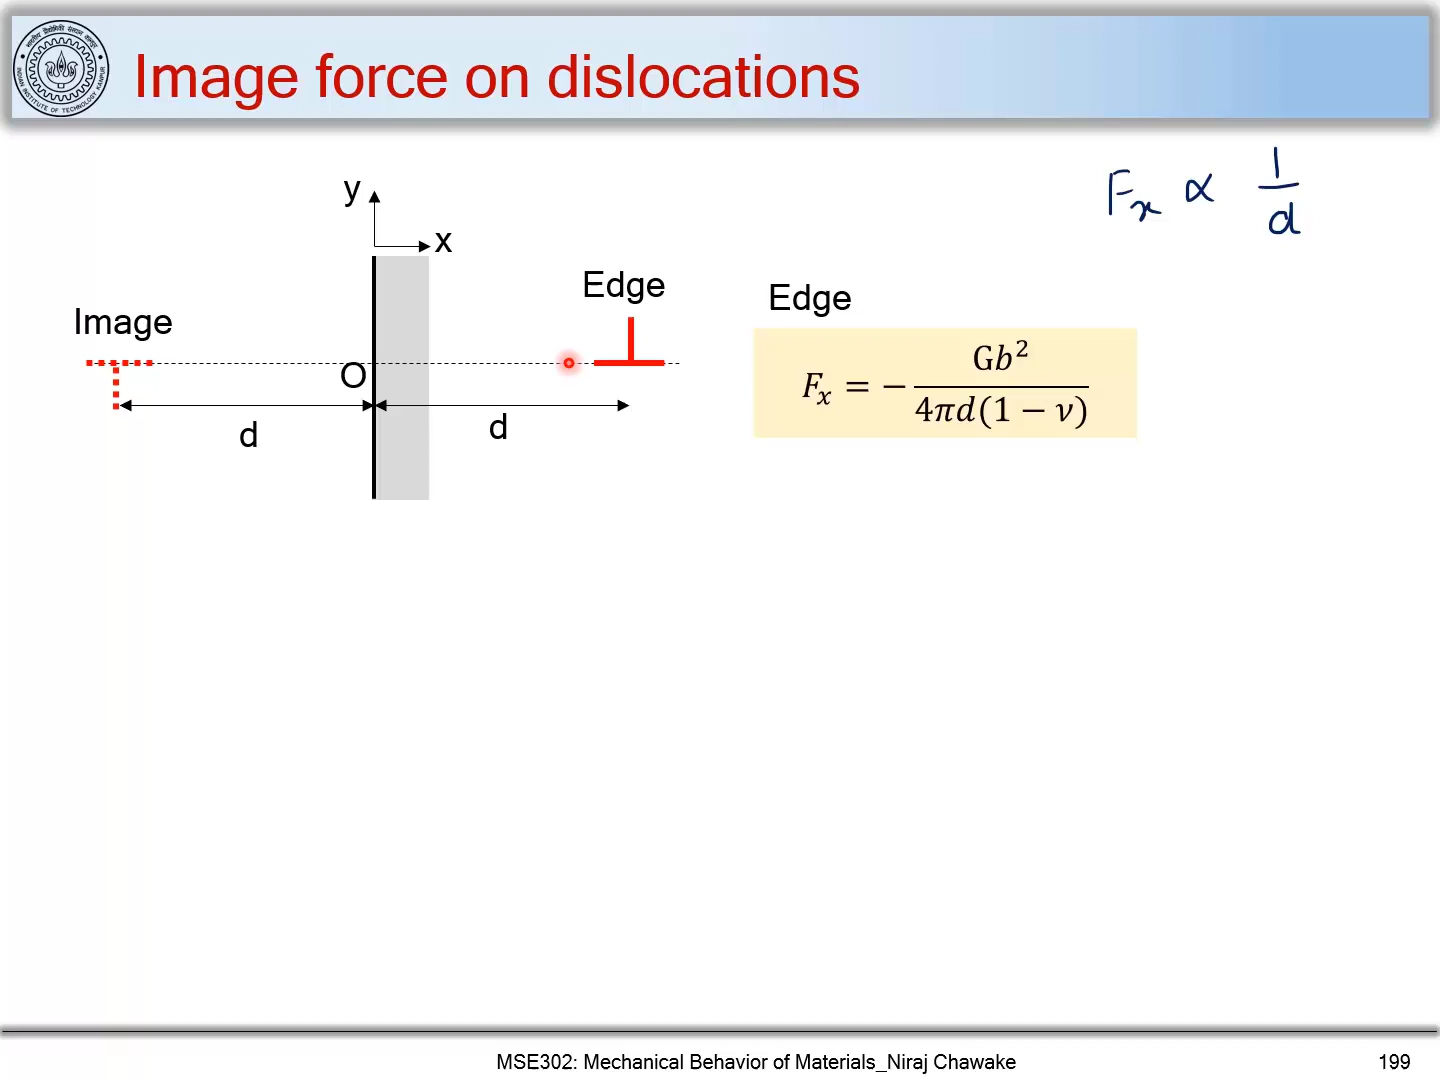 Image force on dislocations
y
x
F_x ∝ 1/d
Image
Edge
Edge
O
F_x = − Gb² / 4πd(1 − ν)
d
d
MSE302: Mechanical Behavior of Materials_Niraj Chawake
199